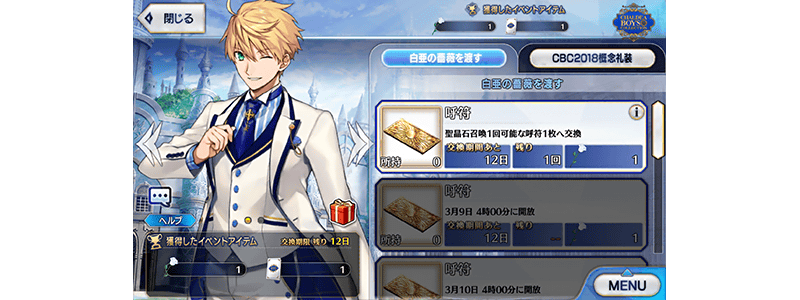 閉じる
獲得したイベントアイテム
1
1
CHALDEA
BOYS
COLLECTION
白亜の薔薇を渡す
CBC2018概念礼装
白亜の薔薇を渡す
呼符
聖晶石召喚1回可能な呼符1枚へ交換
交換期間あと 残り
所持 0
12日
1回
1
呼符
3月9日 4時00分に開放
交換期間あと 残り
所持 0
12日
1回
1
呼符
3月10日 4時00分に開放
ヘルプ
獲得したイベントアイテム
交換期限 残り 12日
1
1
MENU